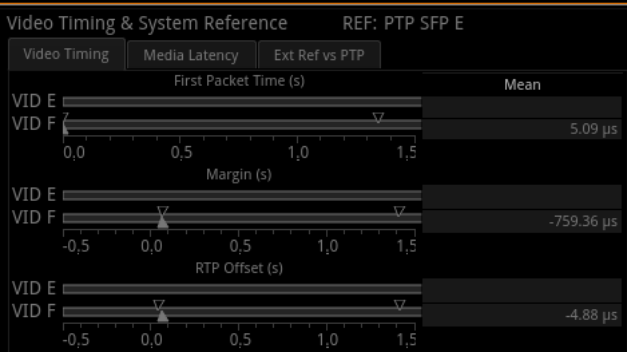 Video Timing & System Reference REF: PTP SFP E
Video Timing Media Latency Ext Ref vs PTP
First Packet Time (s) Mean
VID E
VID F 5.09 µs
0,0 0,5 1,0 1,5
Margin (s)
VID E
VID F -759.36 µs
-0,5 0,0 0,5 1,0 1,5
RTP Offset (s)
VID E
VID F -4.88 µs
-0,5 0,0 0,5 1,0 1,5